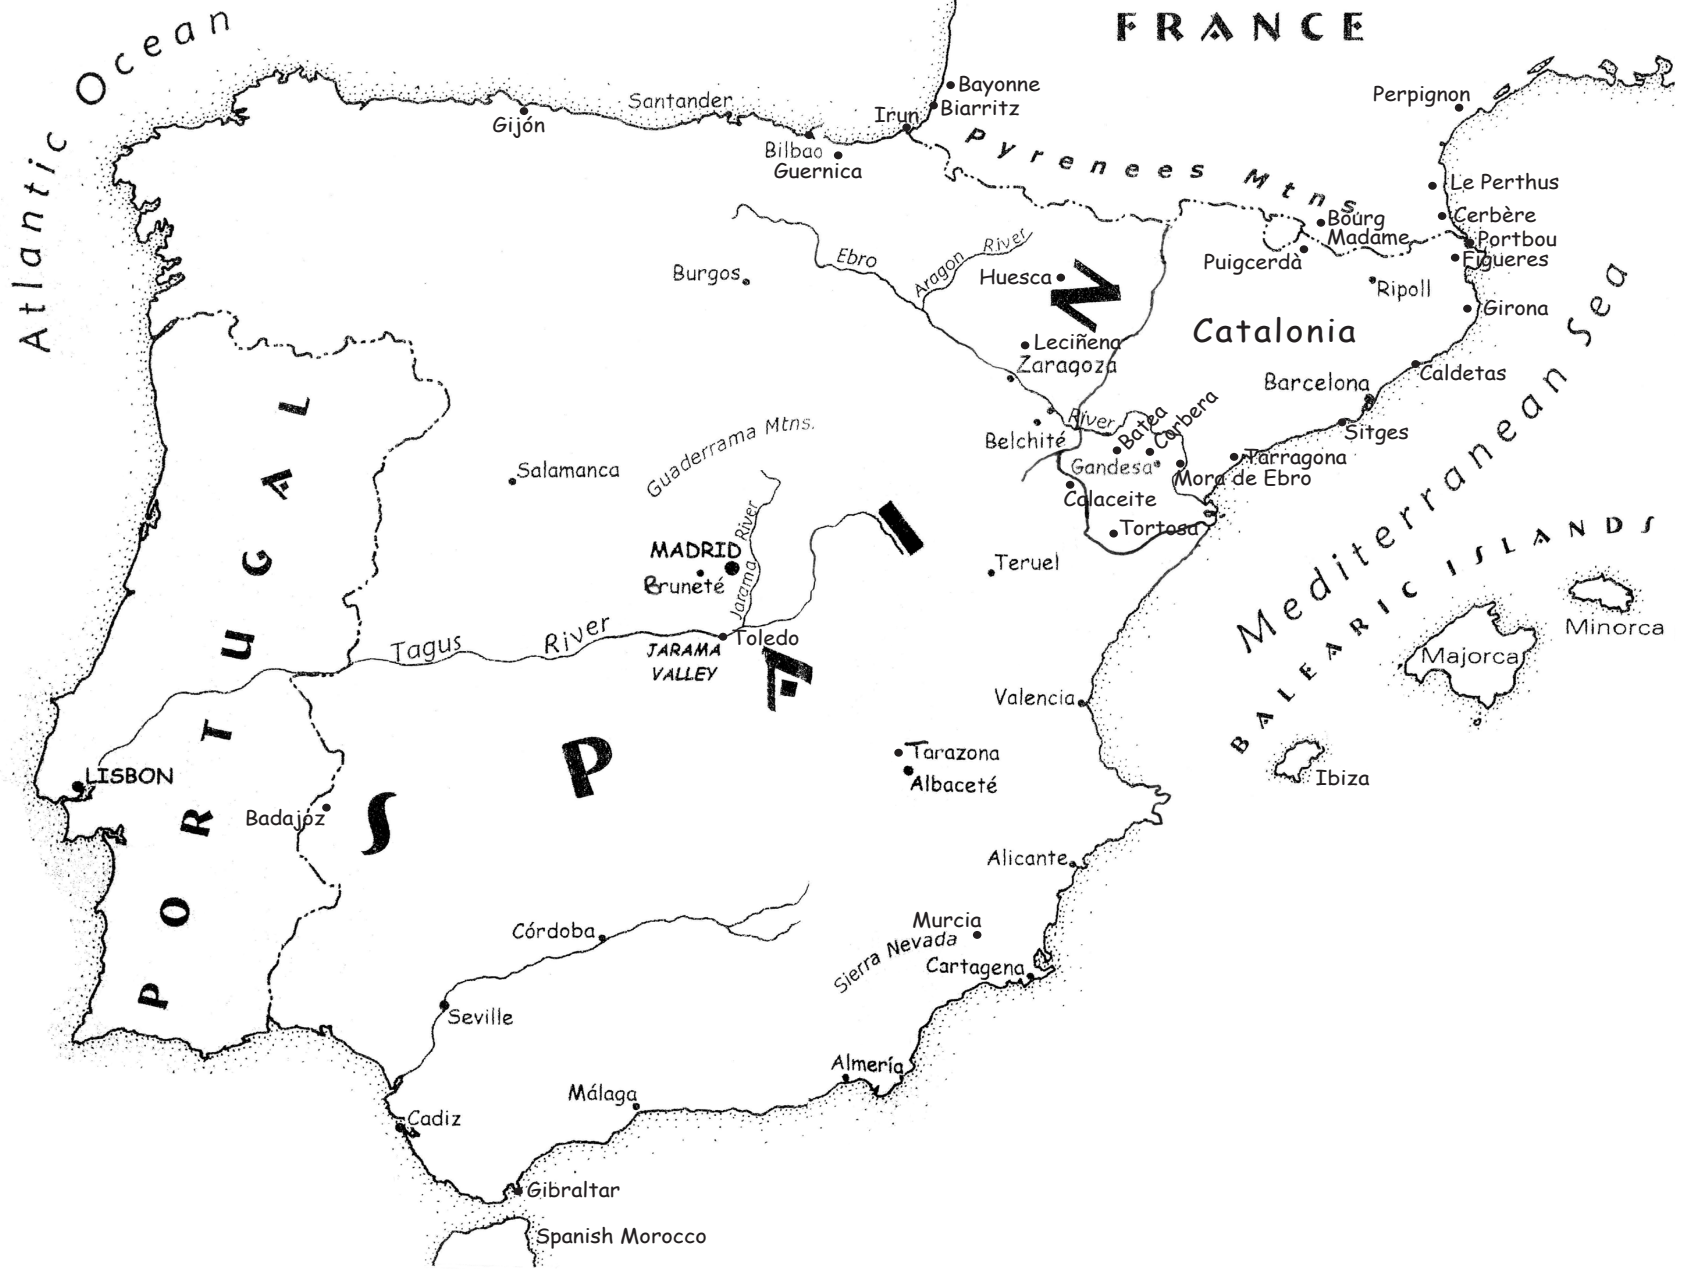 FRANCE
Atlantic Ocean
Bayonne
Biarritz
Perpignon
Santander
Irun
Gijón
Pyrenees Mtns
Bilbao
Guernica
Le Perthus
Bourg
Madame
Cerbère
Portbou
Figueres
Puigcerdà
Ebro
Aragon River
Huesca
Burgos
Ripoll
Girona
Catalonia
Leciñena
Zaragoza
Caldetas
Barcelona
River
Batea
Corbera
Belchité
Sitges
Gandesa
Tarragona
Mora de Ebro
Calaceite
Tortosa
Mediterranean Sea
Guaderrama Mtns.
Salamanca
MADRID
Jarama River
Bruneté
Teruel
BALEARIC ISLANDS
Minorca
Majorca
Ibiza
Tagus River
Toledo
JARAMA
VALLEY
Valencia
Tarazona
Albaceté
PORTUGAL
LISBON
Badajóz
SPAIN
Alicante
Murcia
Sierra Nevada
Cartagena
Córdoba
Seville
Almería
Málaga
Cadiz
Gibraltar
Spanish Morocco